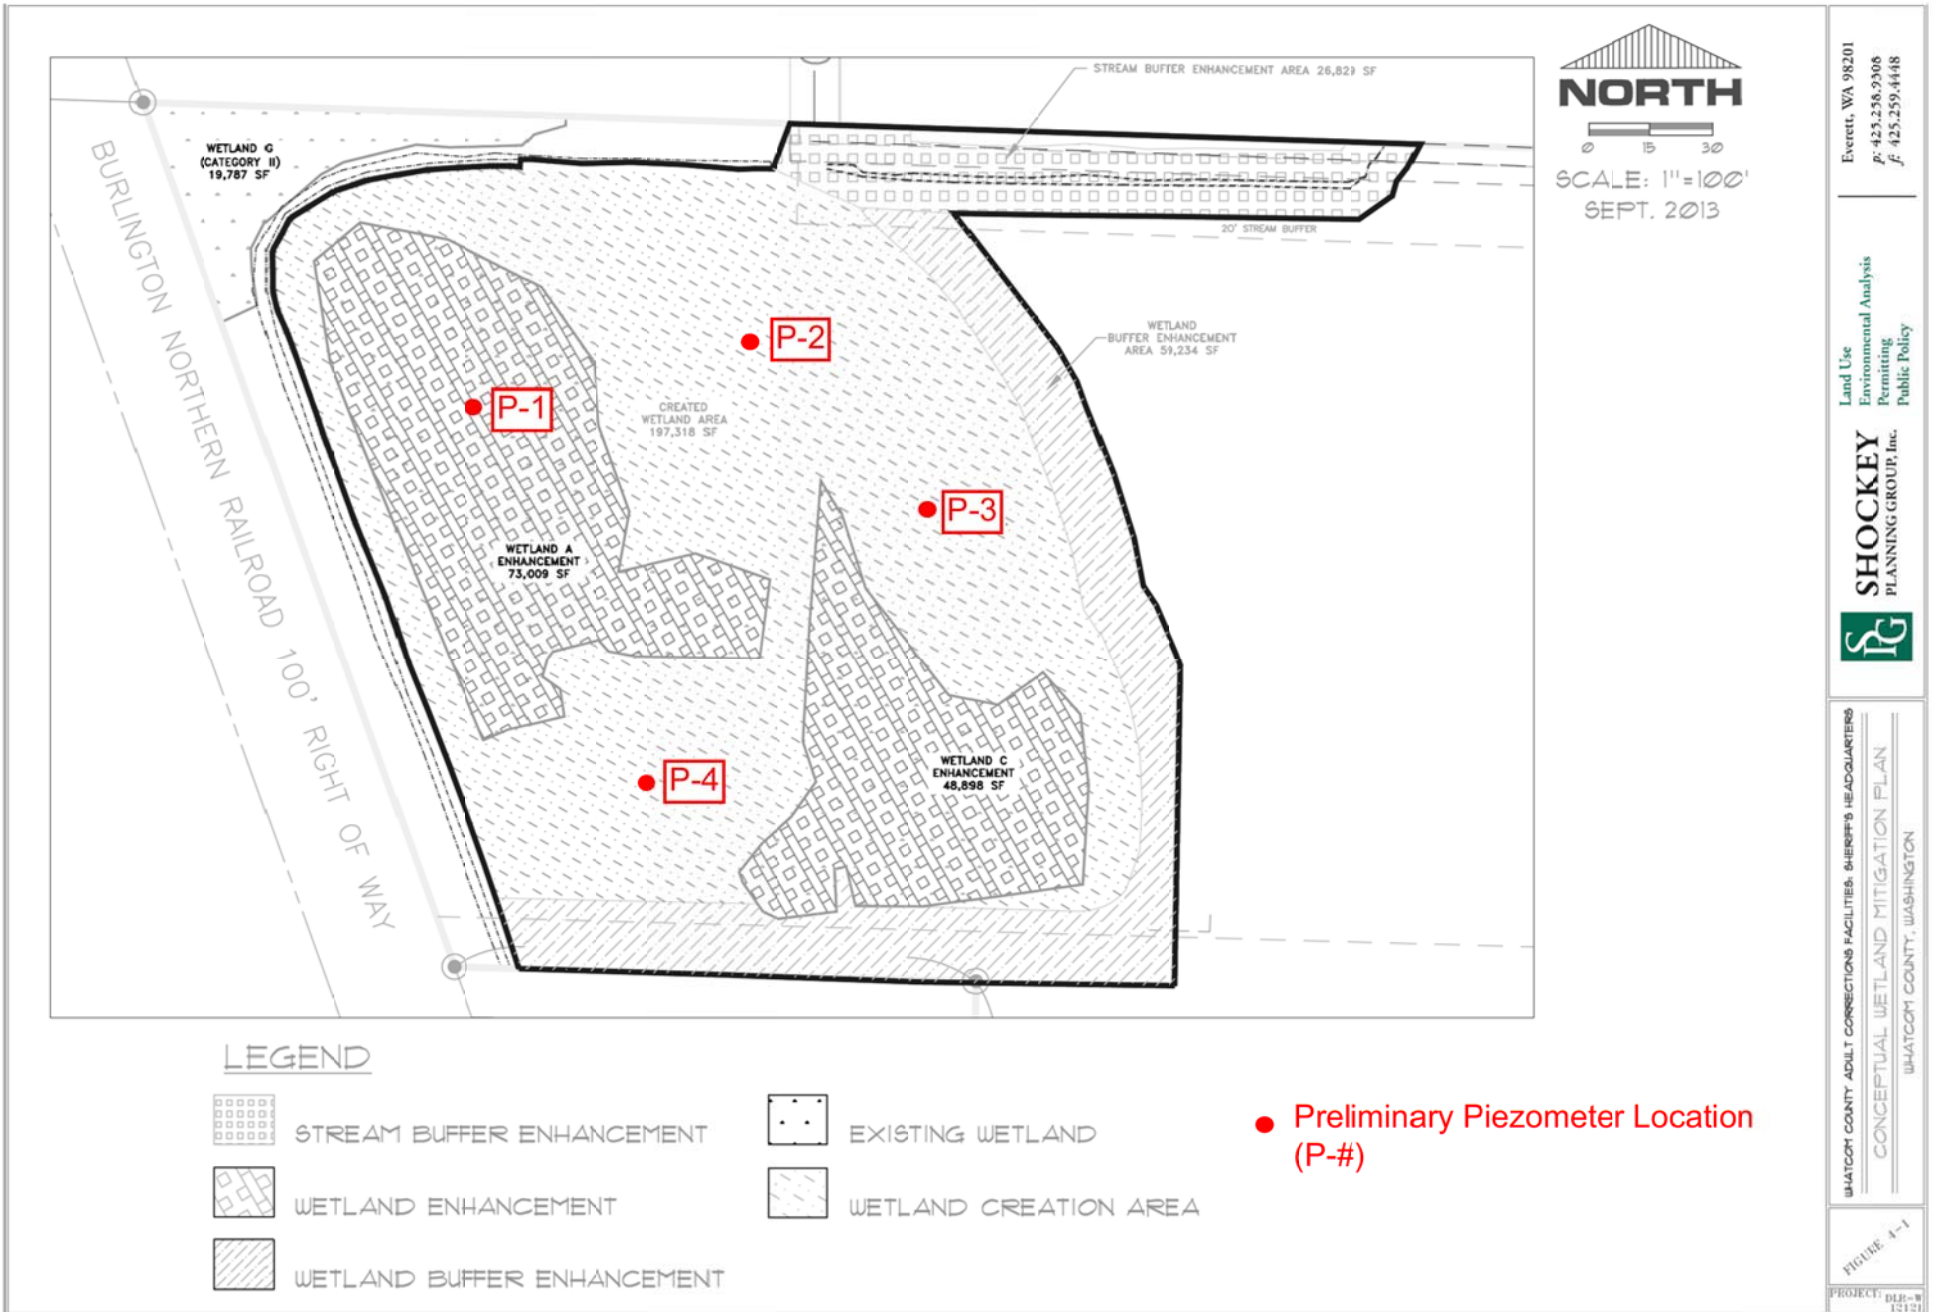 STREAM BUFFER ENHANCEMENT AREA 26,829 SF
WETLAND G
(CATEGORY II)
19,787 SF
BURLINGTON NORTHERN RAILROAD 100' RIGHT OF WAY
20' STREAM BUFFER
WETLAND
BUFFER ENHANCEMENT
AREA 59,234 SF
P-2
P-1
CREATED
WETLAND AREA
197,318 SF
P-3
WETLAND A
ENHANCEMENT
73,009 SF
WETLAND C
ENHANCEMENT
48,898 SF
P-4
NORTH
0 15 30
SCALE: 1"=100'
SEPT. 2013
LEGEND
STREAM BUFFER ENHANCEMENT
WETLAND ENHANCEMENT
WETLAND BUFFER ENHANCEMENT
EXISTING WETLAND
WETLAND CREATION AREA
Preliminary Piezometer Location
(P-#)
Everett, WA 98201
p: 425.258.9308
f: 425.259.4448
Land Use
Environmental Analysis
Permitting
Public Policy
SHOCKEY
PLANNING GROUP, Inc.
SPG
WHATCOM COUNTY ADULT CORRECTIONS FACILITIES: SHERIFF'S HEADQUARTERS
CONCEPTUAL WETLAND MITIGATION PLAN
WHATCOM COUNTY, WASHINGTON
FIGURE 4-1
PROJECT:
DLR-W
12121